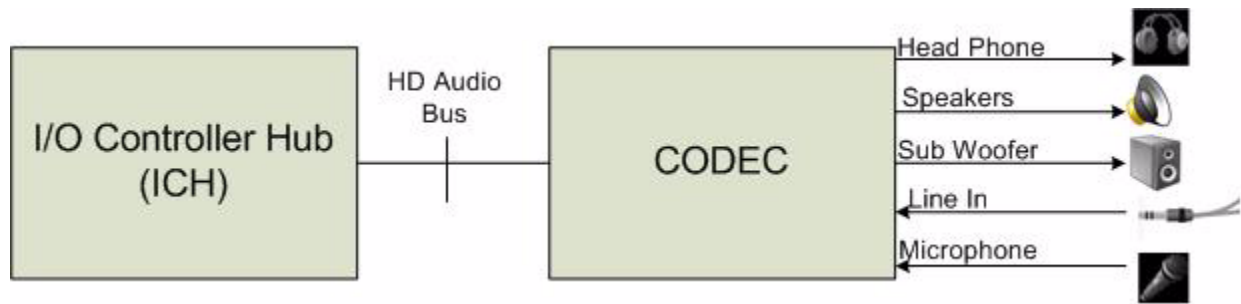 I/O Controller Hub
(ICH)
HD Audio
Bus
CODEC
Head Phone
Speakers
Sub Woofer
Line In
Microphone